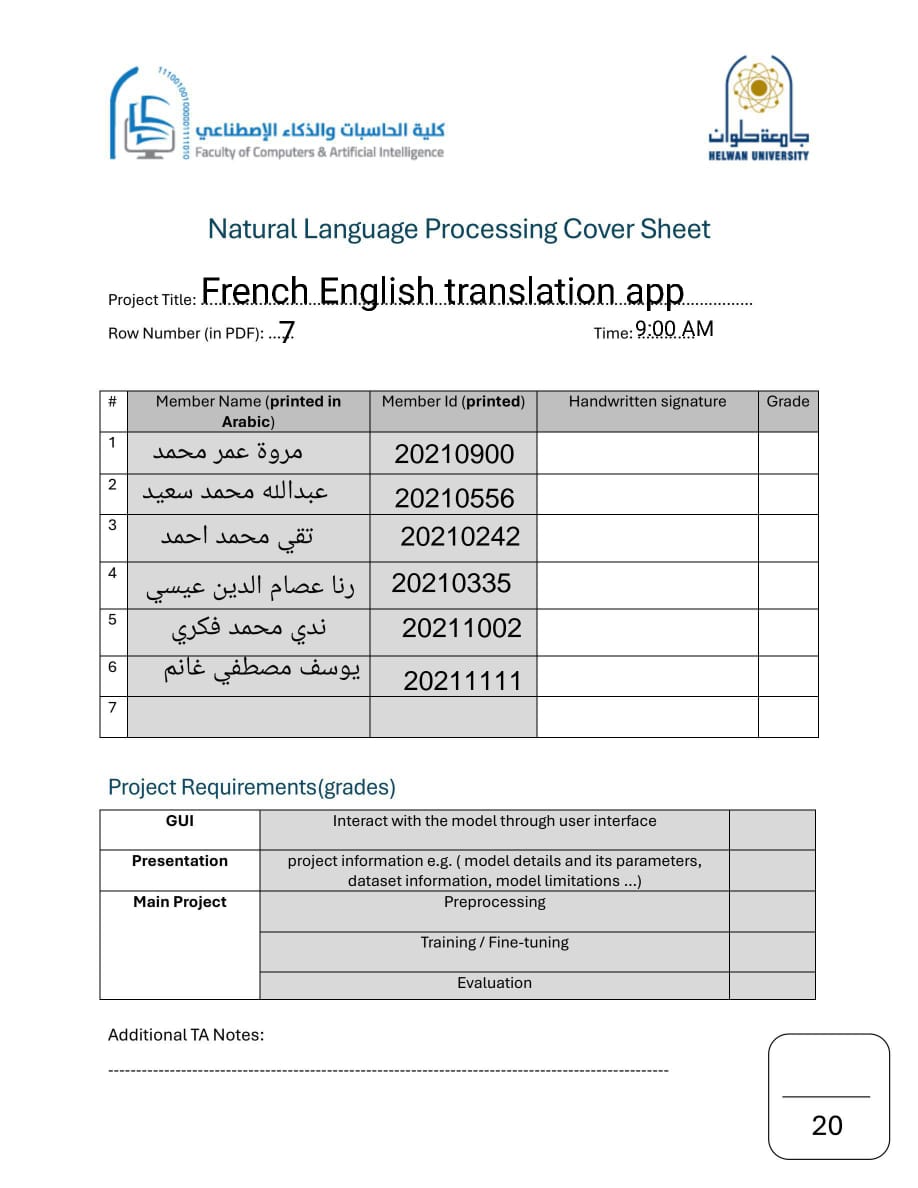 11100100100000111010
كلية الحاسبات والذكاء الإصطناعي
Faculty of Computers & Artificial Intelligence
جامعة حلوان
HELWAN UNIVERSITY
Natural Language Processing Cover Sheet
Project Title: French English translation app
Row Number (in PDF): ...7... Time: 9:00 AM
# Member Name (printed in Arabic) Member Id (printed) Handwritten signature Grade
1 مروة عمر محمد 20210900
2 عبدالله محمد سعيد 20210556
3 تقي محمد احمد 20210242
4 رنا عصام الدين عيسي 20210335
5 ندي محمد فكري 20211002
6 يوسف مصطفي غانم 20211111
7
Project Requirements(grades)
GUI Interact with the model through user interface
Presentation project information e.g. ( model details and its parameters,
dataset information, model limitations ...)
Main Project Preprocessing
Training / Fine-tuning
Evaluation
Additional TA Notes:
20